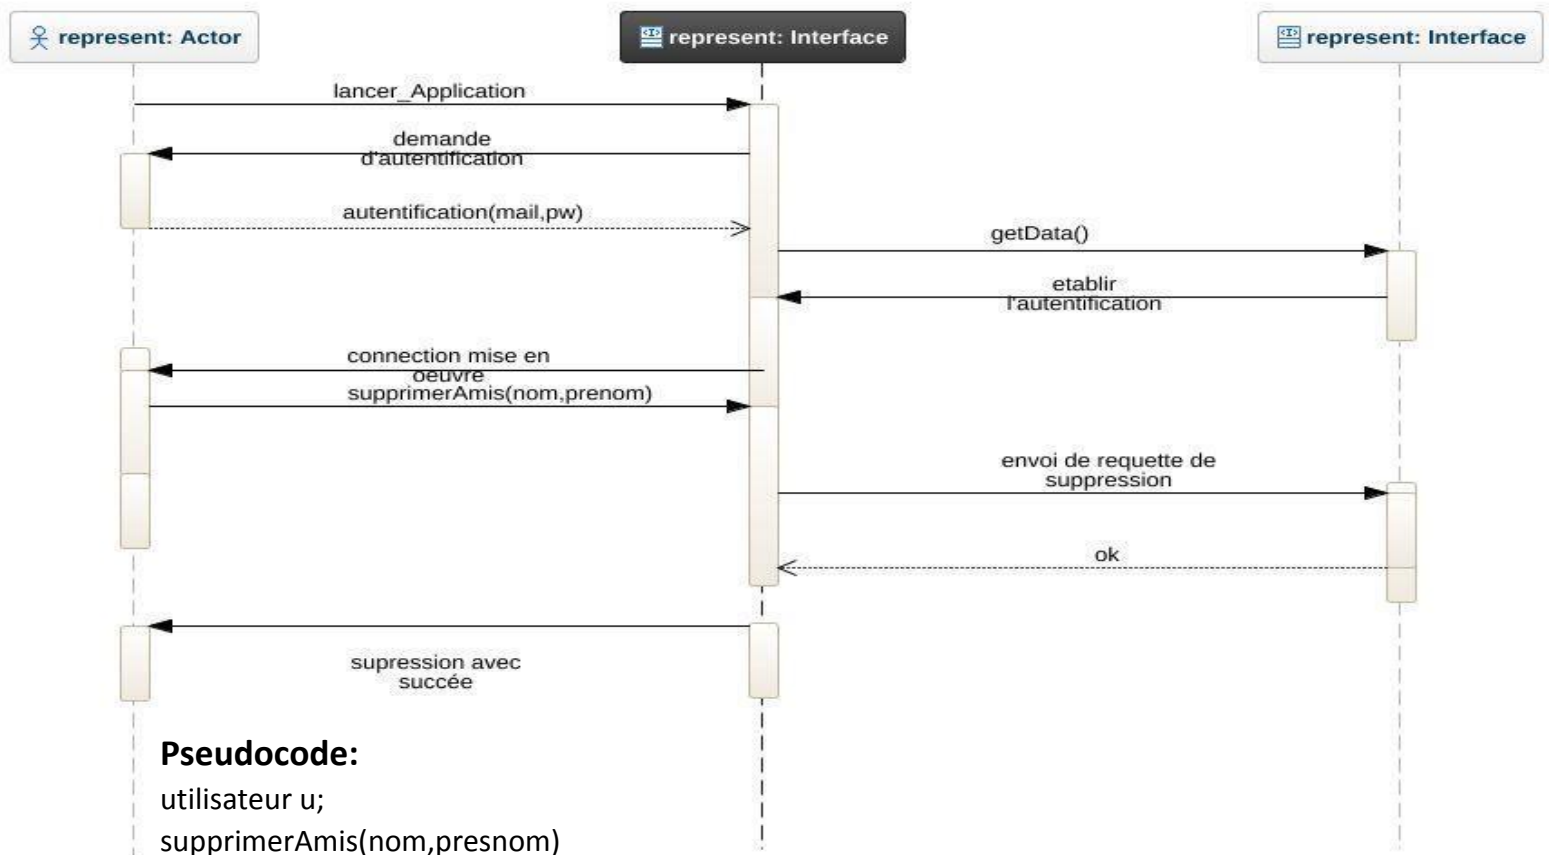 represent: Actor
represent: Interface
represent: Interface
lancer_Application
demande
d'autentification
autentification(mail,pw)
getData()
etablir
l'autentification
connection mise en
oeuvre
supprimerAmis(nom,prenom)
envoi de requette de
suppression
ok
supression avec
succée
Pseudocode:
utilisateur u;
supprimerAmis(nom,presnom)